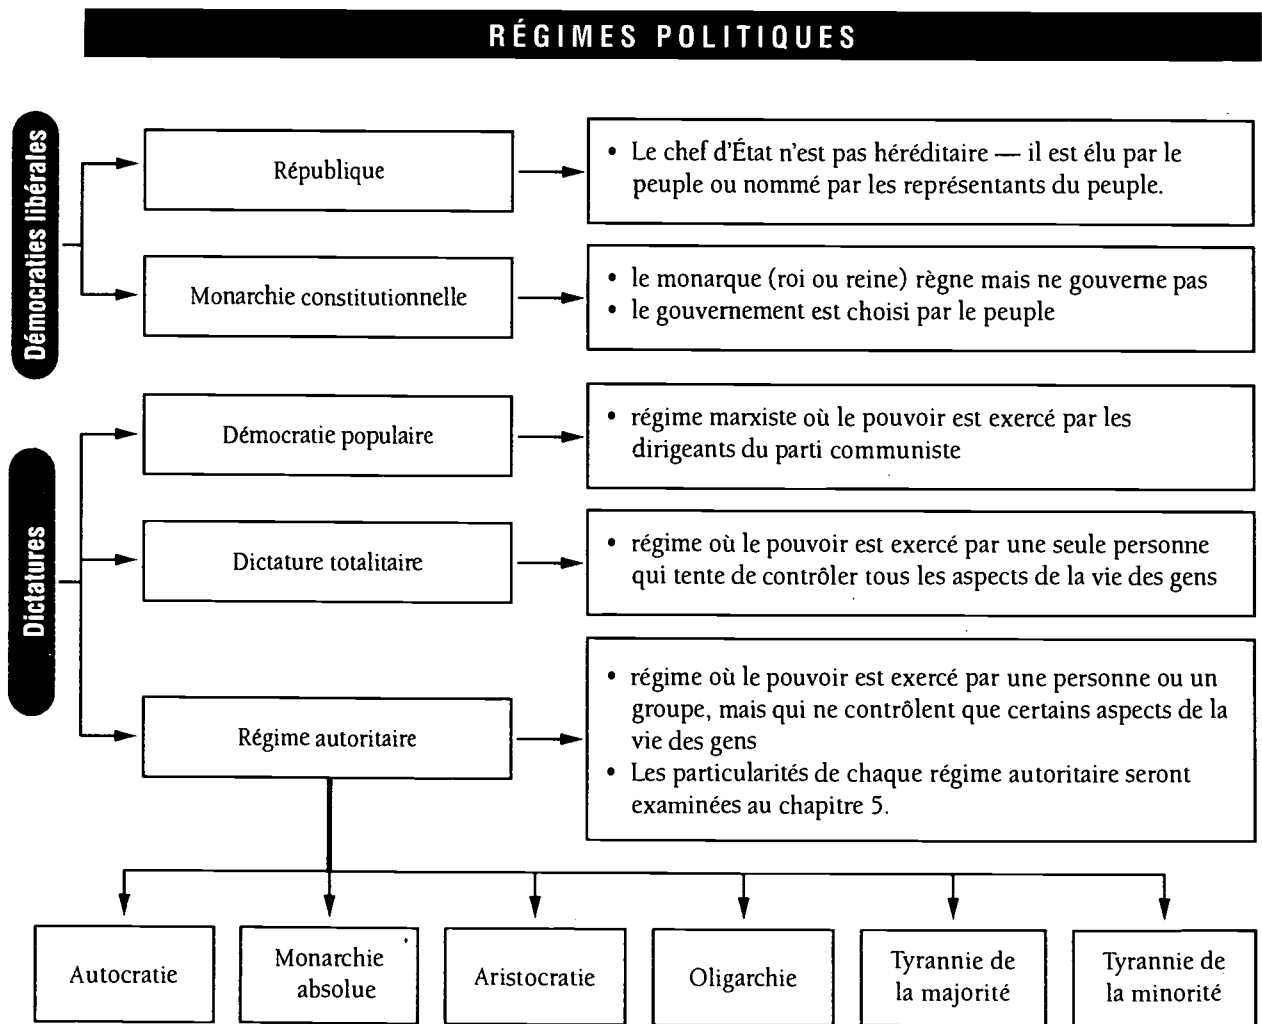 RÉGIMES POLITIQUES
Démocraties libérales
République
• Le chef d'État n'est pas héréditaire — il est élu par le
peuple ou nommé par les représentants du peuple.
Monarchie constitutionnelle
• le monarque (roi ou reine) règne mais ne gouverne pas
• le gouvernement est choisi par le peuple
Dictatures
Démocratie populaire
• régime marxiste où le pouvoir est exercé par les
dirigeants du parti communiste
Dictature totalitaire
• régime où le pouvoir est exercé par une seule personne
qui tente de contrôler tous les aspects de la vie des gens
Régime autoritaire
• régime où le pouvoir est exercé par une personne ou un
groupe, mais qui ne contrôlent que certains aspects de la
vie des gens
• Les particularités de chaque régime autoritaire seront
examinées au chapitre 5.
Autocratie
Monarchie
absolue
Aristocratie
Oligarchie
Tyrannie de
la majorité
Tyrannie de
la minorité